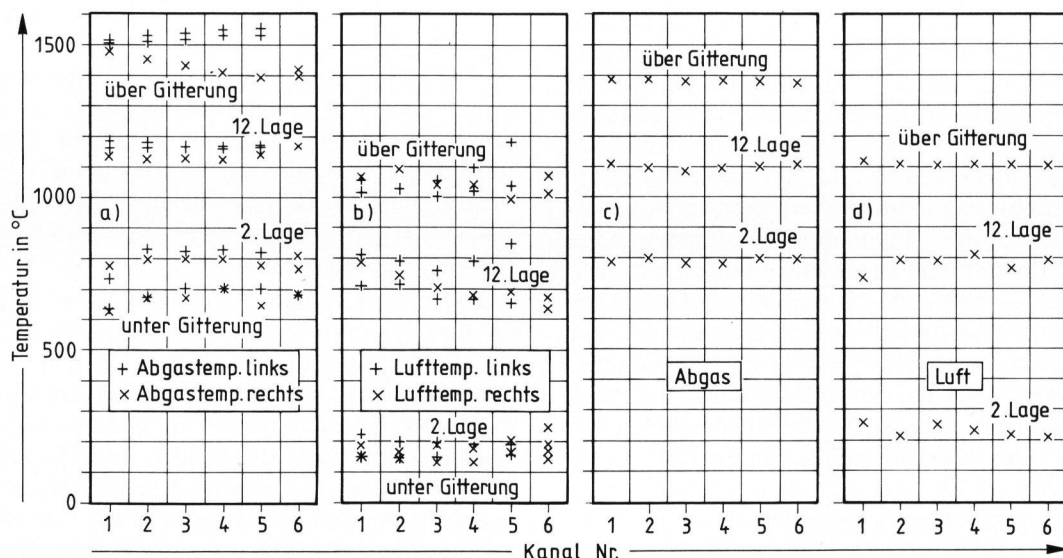 Temperatur in °C
1500
1000
500
0
über Gitterung
12. Lage
a)
2. Lage
unter Gitterung
+ Abgastemp. links
× Abgastemp. rechts
1 2 3 4 5 6
über Gitterung
b)
12. Lage
+ Lufttemp. links
× Lufttemp. rechts
2. Lage
unter Gitterung
1 2 3 4 5 6
über Gitterung
12. Lage
c)
2. Lage
Abgas
1 2 3 4 5 6
über Gitterung
d)
12. Lage
Luft
2. Lage
1 2 3 4 5 6
Kanal Nr.